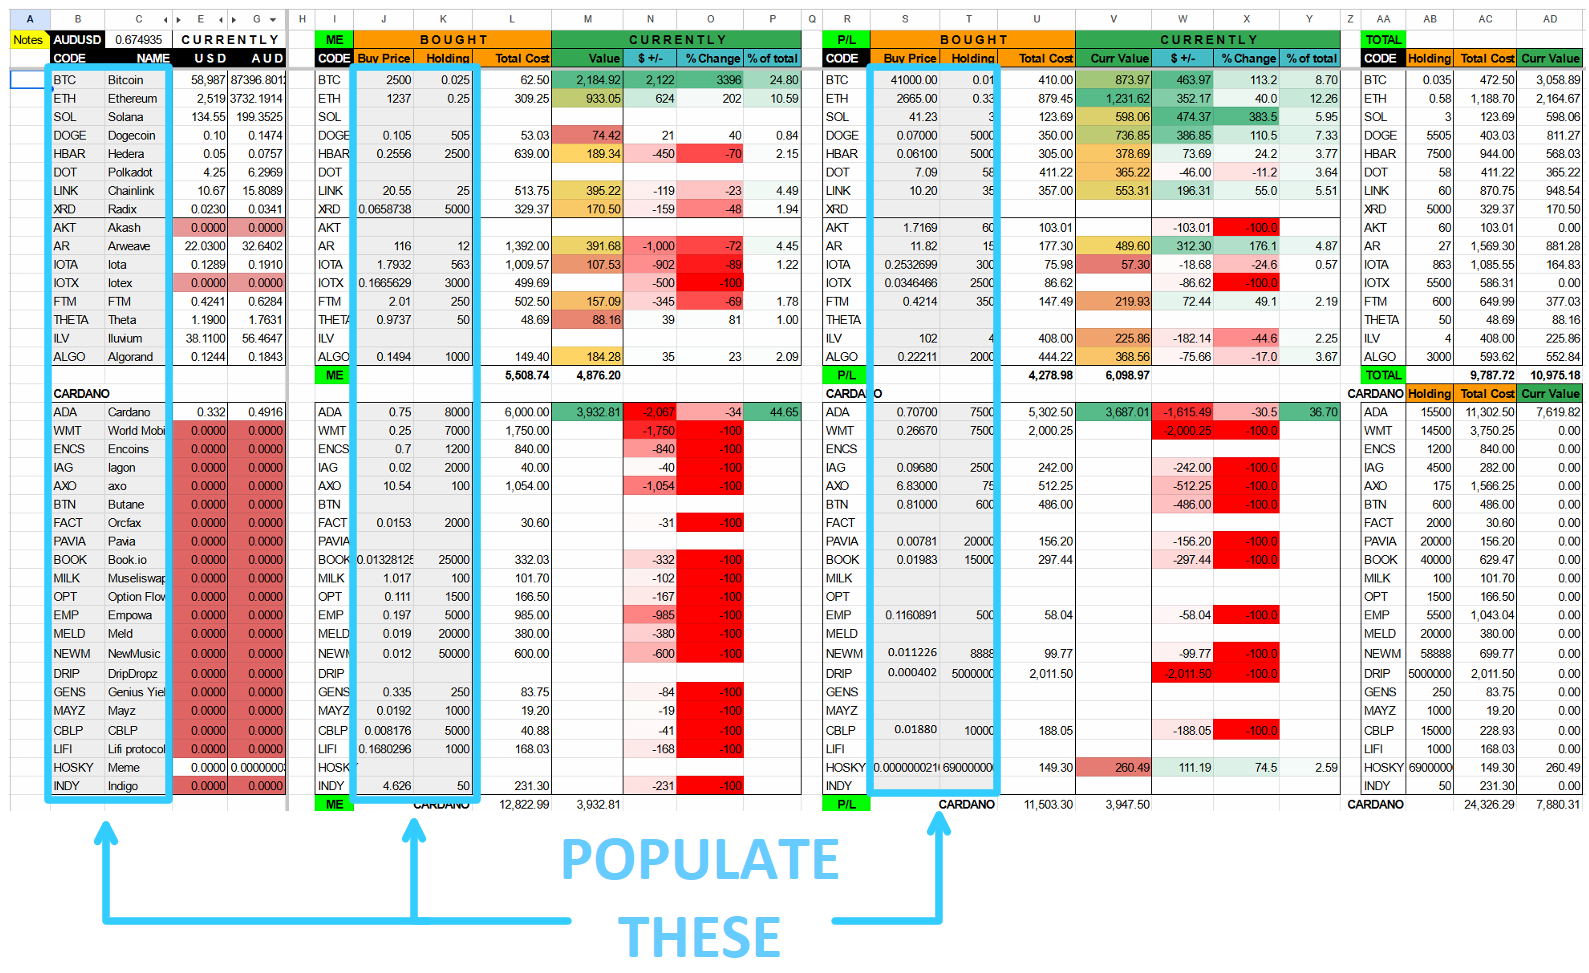 A B C E G H I J K L M N O P Q R S T U V W X Y Z AA AB AC AD
Notes AUDUSD 0.674935 CURRENTLY ME BOUGHT CURRENTLY P/L BOUGHT CURRENTLY TOTAL
CODE NAME USD AUD CODE Buy Price Holding Total Cost Value $ +/- % Change % of total CODE Buy Price Holding Total Cost Curr Value $ +/- % Change % of total CODE Holding Total Cost Curr Value
BTC Bitcoin 58,987 87396.801 BTC 2500 0.025 62.50 2,184.92 2,122 3396 24.80 BTC 41000.00 0.01 410.00 873.97 463.97 113.2 8.70 BTC 0.035 472.50 3,058.89
ETH Ethereum 2,519 3732.1914 ETH 1237 0.25 309.25 933.05 624 202 10.59 ETH 2665.00 0.33 879.45 1,231.62 352.17 40.0 12.26 ETH 0.58 1,188.70 2,164.67
SOL Solana 134.55 199.3525 SOL SOL 41.23 3 123.69 598.06 474.37 383.5 5.95 SOL 3 123.69 598.06
DOGE Dogecoin 0.10 0.1474 DOGE 0.105 505 53.03 74.42 21 40 0.84 DOGE 0.07000 5000 350.00 736.85 386.85 110.5 7.33 DOGE 5505 403.03 811.27
HBAR Hedera 0.05 0.0757 HBAR 0.2556 2500 639.00 189.34 -450 -70 2.15 HBAR 0.06100 5000 305.00 378.69 73.69 24.2 3.77 HBAR 7500 944.00 568.03
DOT Polkadot 4.25 6.2969 DOT DOT 7.09 58 411.22 365.22 -46.00 -11.2 3.64 DOT 58 411.22 365.22
LINK Chainlink 10.67 15.8089 LINK 20.55 25 513.75 395.22 -119 -23 4.49 LINK 10.20 35 357.00 553.31 196.31 55.0 5.51 LINK 60 870.75 948.54
XRD Radix 0.0230 0.0341 XRD 0.0658738 5000 329.37 170.50 -159 -48 1.94 XRD XRD 5000 329.37 170.50
AKT Akash 0.0000 0.0000 AKT AKT 1.7169 60 103.01 -103.01 -100.0 AKT 60 103.01 0.00
AR Arweave 22.0300 32.6402 AR 116 12 1,392.00 391.68 -1,000 -72 4.45 AR 11.82 15 177.30 489.60 312.30 176.1 4.87 AR 27 1,569.30 881.28
IOTA Iota 0.1289 0.1910 IOTA 1.7932 563 1,009.57 107.53 -902 -89 1.22 IOTA 0.2532699 300 75.98 57.30 -18.68 -24.6 0.57 IOTA 863 1,085.55 164.83
IOTX Iotex 0.0000 0.0000 IOTX 0.1665629 3000 499.69 -500 -100 IOTX 0.0346466 2500 86.62 -86.62 -100.0 IOTX 5500 586.31 0.00
FTM FTM 0.4241 0.6284 FTM 2.01 250 502.50 157.09 -345 -69 1.78 FTM 0.4214 350 147.49 219.93 72.44 49.1 2.19 FTM 600 649.99 377.03
THETA Theta 1.1900 1.7631 THETA 0.9737 50 48.69 88.16 39 81 1.00 THETA THETA 50 48.69 88.16
ILV Iluvium 38.1100 56.4647 ILV ILV 102 4 408.00 225.86 -182.14 -44.6 2.25 ILV 4 408.00 225.86
ALGO Algorand 0.1244 0.1843 ALGO 0.1494 1000 149.40 184.28 35 23 2.09 ALGO 0.22211 2000 444.22 368.56 -75.66 -17.0 3.67 ALGO 3000 593.62 552.84
ME 5,508.74 4,876.20 P/L 4,278.98 6,098.97 TOTAL 9,787.72 10,975.18
CARDANO CARDANO CARDANO Holding Total Cost Curr Value
ADA Cardano 0.332 0.4916 ADA 0.75 8000 6,000.00 3,932.81 -2,067 -34 44.65 ADA 0.70700 7500 5,302.50 3,687.01 -1,615.49 -30.5 36.70 ADA 15500 11,302.50 7,619.82
WMT World Mobi 0.0000 0.0000 WMT 0.25 7000 1,750.00 -1,750 -100 WMT 0.26670 7500 2,000.25 -2,000.25 -100.0 WMT 14500 3,750.25 0.00
ENCS Encoins 0.0000 0.0000 ENCS 0.7 1200 840.00 -840 -100 ENCS ENCS 1200 840.00 0.00
IAG Iagon 0.0000 0.0000 IAG 0.02 2000 40.00 -40 -100 IAG 0.09680 2500 242.00 -242.00 -100.0 IAG 4500 282.00 0.00
AXO axo 0.0000 0.0000 AXO 10.54 100 1,054.00 -1,054 -100 AXO 6.83000 75 512.25 -512.25 -100.0 AXO 175 1,566.25 0.00
BTN Butane 0.0000 0.0000 BTN BTN 0.81000 600 486.00 -486.00 -100.0 BTN 600 486.00 0.00
FACT Orcfax 0.0000 0.0000 FACT 0.0153 2000 30.60 -31 -100 FACT FACT 2000 30.60 0.00
PAVIA Pavia 0.0000 0.0000 PAVIA PAVIA 0.00781 20000 156.20 -156.20 -100.0 PAVIA 20000 156.20 0.00
BOOK Book.io 0.0000 0.0000 BOOK 0.01328125 25000 332.03 -332 -100 BOOK 0.01983 15000 297.44 -297.44 -100.0 BOOK 40000 629.47 0.00
MILK Museliswap 0.0000 0.0000 MILK 1.017 100 101.70 -102 -100 MILK MILK 100 101.70 0.00
OPT Option Flow 0.0000 0.0000 OPT 0.111 1500 166.50 -167 -100 OPT OPT 1500 166.50 0.00
EMP Empowa 0.0000 0.0000 EMP 0.197 5000 985.00 -985 -100 EMP 0.1160891 500 58.04 -58.04 -100.0 EMP 5500 1,043.04 0.00
MELD Meld 0.0000 0.0000 MELD 0.019 20000 380.00 -380 -100 MELD MELD 20000 380.00 0.00
NEWM NewMusic 0.0000 0.0000 NEWM 0.012 50000 600.00 -600 -100 NEWM 0.011226 8888 99.77 -99.77 -100.0 NEWM 58888 699.77 0.00
DRIP DripDropz 0.0000 0.0000 DRIP DRIP 0.000402 5000000 2,011.50 -2,011.50 -100.0 DRIP 5000000 2,011.50 0.00
GENS Genius Yiel 0.0000 0.0000 GENS 0.335 250 83.75 -84 -100 GENS GENS 250 83.75 0.00
MAYZ Mayz 0.0000 0.0000 MAYZ 0.0192 1000 19.20 -19 -100 MAYZ MAYZ 1000 19.20 0.00
CBLP CBLP 0.0000 0.0000 CBLP 0.008176 5000 40.88 -41 -100 CBLP 0.01880 10000 188.05 -188.05 -100.0 CBLP 15000 228.93 0.00
LIFI Lifi protocol 0.0000 0.0000 LIFI 0.1680296 1000 168.03 -168 -100 LIFI LIFI 1000 168.03 0.00
HOSKY Meme 0.0000 0.0000000 HOSKY HOSKY 0.000000021 69000000 149.30 260.49 111.19 74.5 2.59 HOSKY 6900000 149.30 260.49
INDY Indigo 0.0000 0.0000 INDY 4.626 50 231.30 -231 -100 INDY INDY 50 231.30 0.00
ME CARDANO 12,822.99 3,932.81 P/L CARDANO 11,503.30 3,947.50 CARDANO 24,326.29 7,880.31
POPULATE
THESE